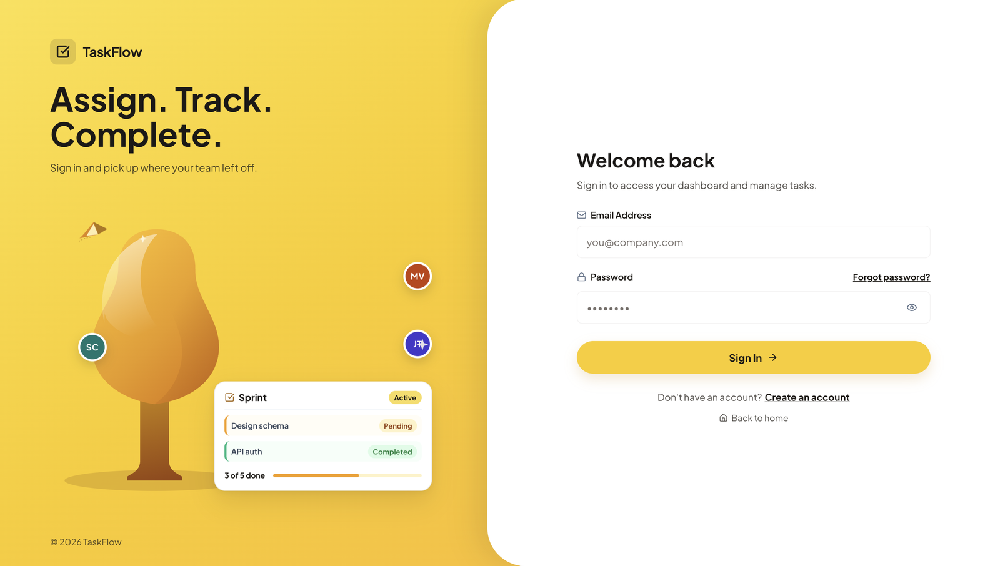 TaskFlow
Assign. Track.
Complete.
Sign in and pick up where your team left off.
MV
SC
JT
Sprint
Active
Design schema
Pending
API auth
Completed
3 of 5 done
© 2026 TaskFlow
Welcome back
Sign in to access your dashboard and manage tasks.
Email Address
you@company.com
Password
Forgot password?
••••••••
Sign In
Don't have an account? Create an account
Back to home